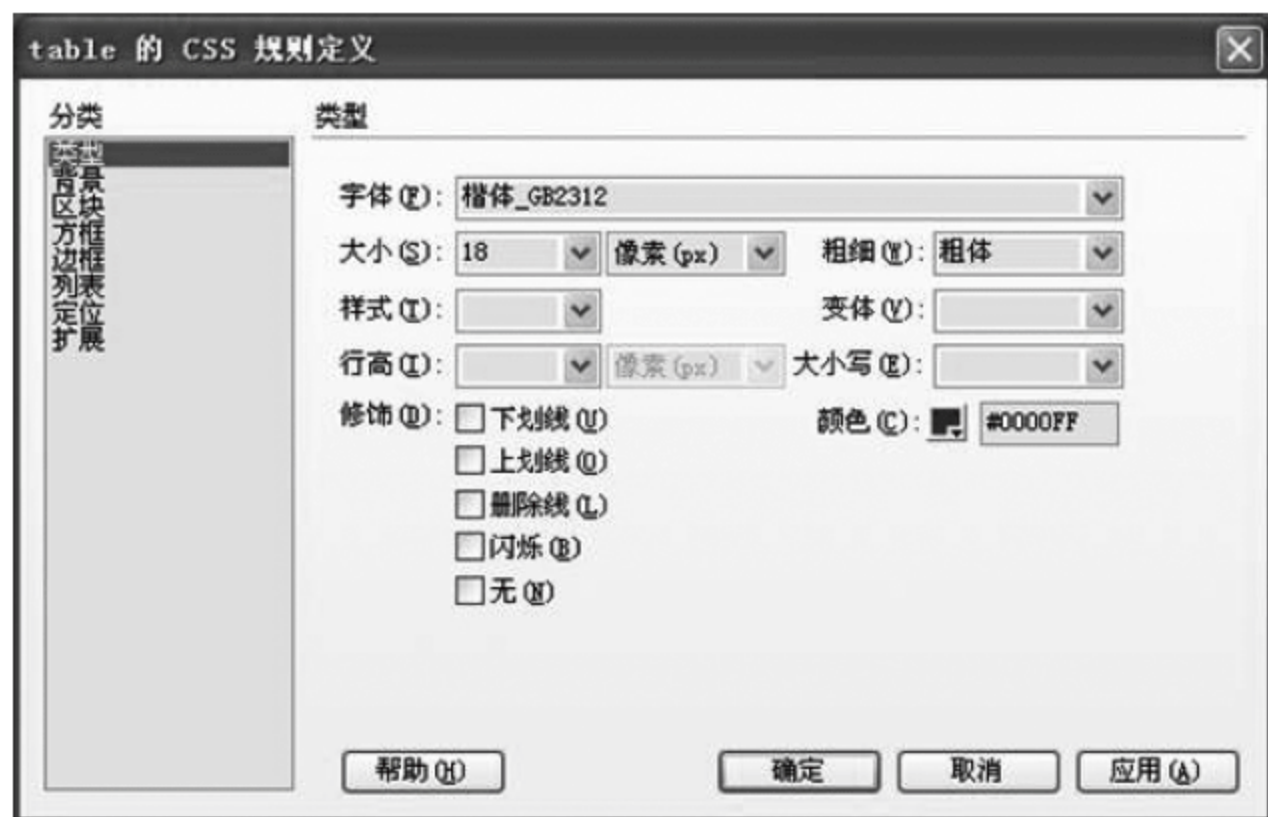 table 的 CSS 规则定义
分类
类型
背景
区块
方框
边框
列表
定位
扩展
类型
字体(F): 楷体_GB2312
大小(S): 18 像素(px) 粗细(W): 粗体
样式(T): 变体(V):
行高(I): 像素(px) 大小写(E):
修饰(D): 下划线(U) 颜色(C): #0000FF
上划线(O)
删除线(L)
闪烁(B)
无(N)
帮助(H) 确定 取消 应用(A)